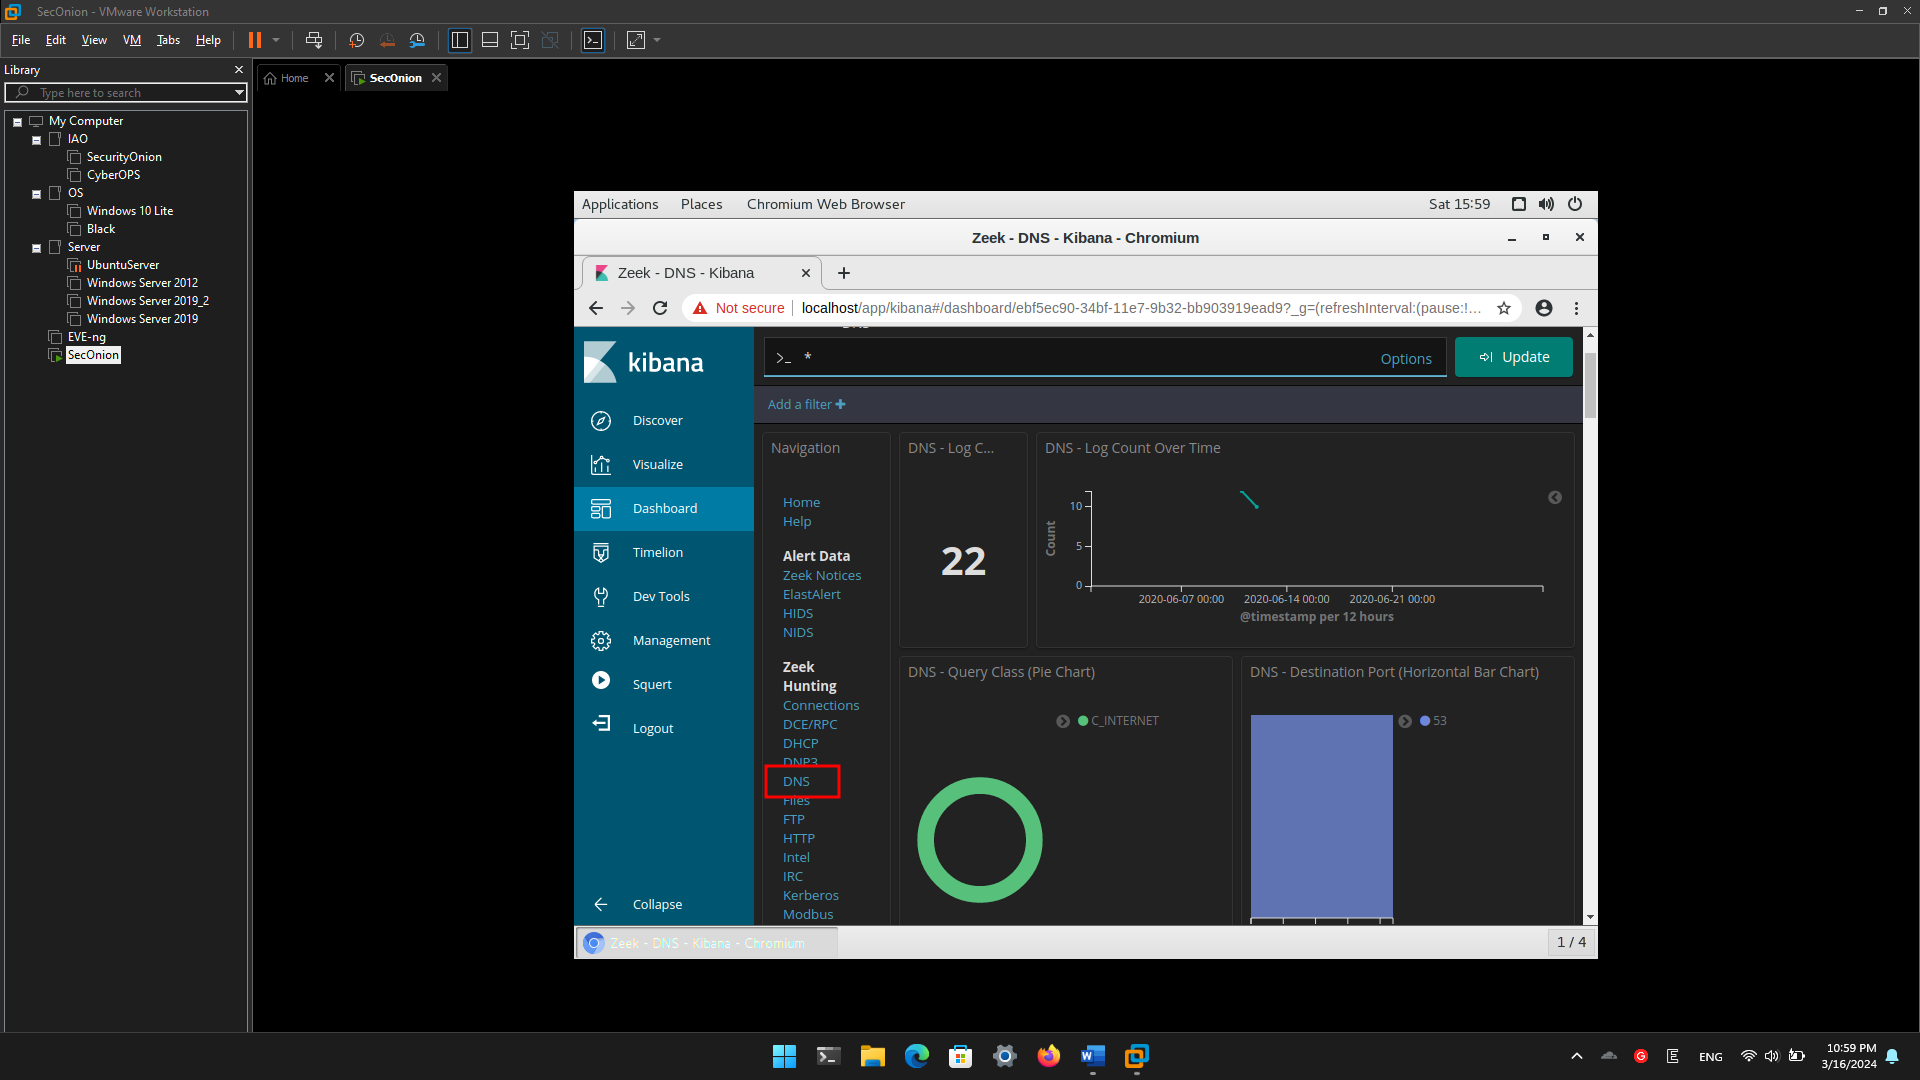 SecOnion - VMware Workstation
File Edit View VM Tabs Help
Library
Type here to search
My Computer
IAO
SecurityOnion
CyberOPS
OS
Windows 10 Lite
Black
Server
UbuntuServer
Windows Server 2012
Windows Server 2019_2
Windows Server 2019
EVE-ng
SecOnion
Home
SecOnion
Applications Places Chromium Web Browser Sat 15:59
Zeek - DNS - Kibana - Chromium
Zeek - DNS - Kibana
Not secure localhost/app/kibana#/dashboard/ebf5ec90-34bf-11e7-9b32-bb903919ead9?_g=(refreshInterval:(pause:!...
kibana
Discover
Visualize
Dashboard
Timelion
Dev Tools
Management
Squert
Logout
Collapse
>_ * Options Update
Add a filter +
Navigation
Home
Help
Alert Data
Zeek Notices
ElastAlert
HIDS
NIDS
Zeek
Hunting
Connections
DCE/RPC
DHCP
DNP3
DNS
Files
FTP
HTTP
Intel
IRC
Kerberos
Modbus
DNS - Log C...
22
DNS - Log Count Over Time
Count
10
5
0
2020-06-07 00:00 2020-06-14 00:00 2020-06-21 00:00
@timestamp per 12 hours
DNS - Query Class (Pie Chart)
C_INTERNET
DNS - Destination Port (Horizontal Bar Chart)
53
Zeek - DNS - Kibana - Chromium
1 / 4
ENG
10:59 PM
3/16/2024